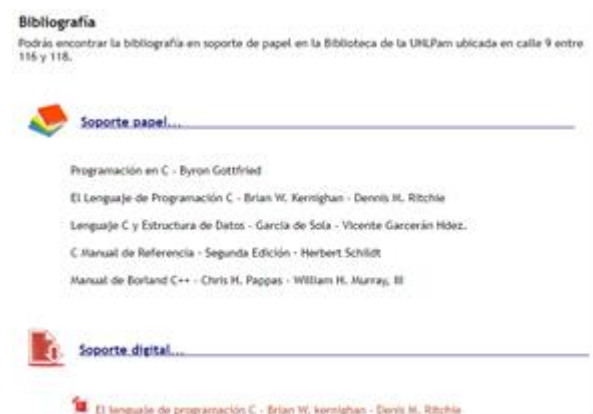 Bibliografía
Podrás encontrar la bibliografía en soporte de papel en la Biblioteca de la UNLPam ubicada en calle 9 entre
116 y 118.
Soporte papel...
Programación en C - Byron Gottfried
El Lenguaje de Programación C - Brian W. Kernighan - Dennis M. Ritchie
Lenguaje C y Estructura de Datos - García de Sola - Vicente Garcerán Hdez.
C Manual de Referencia - Segunda Edición - Herbert Schildt
Manual de Borland C++ - Chris H. Pappas - William H. Murray, III
Soporte digital...
El lenguaje de programación C - Brian W. kernighan - Denis M. Ritchie